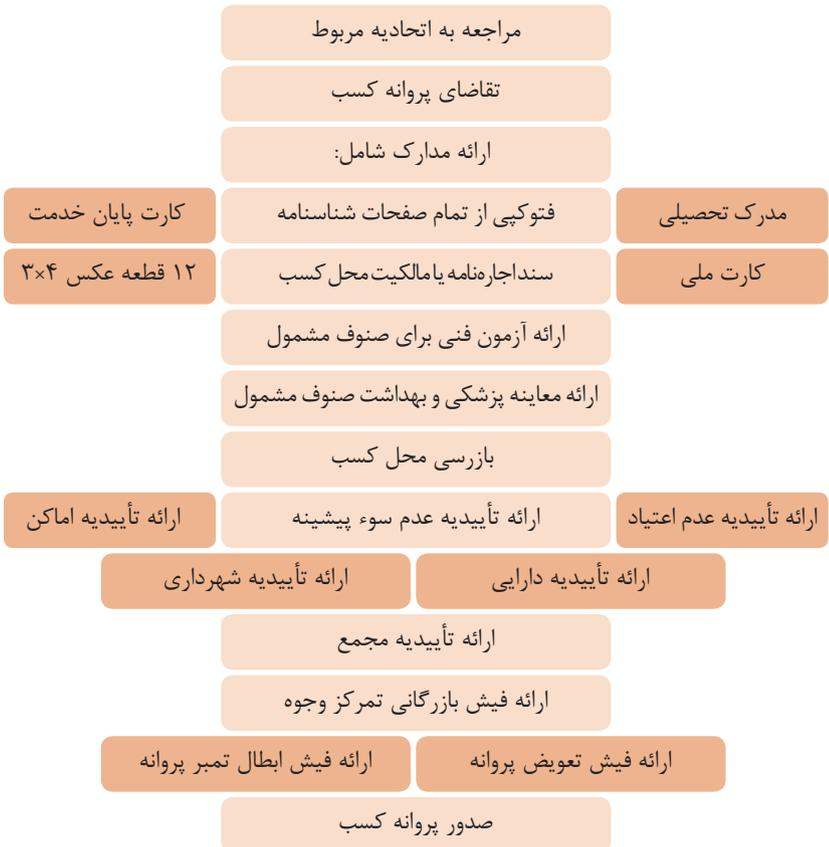 مراجعه به اتحادیه مربوط
تقاضای پروانه کسب
ارائه مدارک شامل:
مدرک تحصیلی
فتوکپی از تمام صفحات شناسنامه
کارت پایان خدمت
کارت ملی
سند اجاره‌نامه یا مالکیت محل کسب
۱۲ قطعه عکس ۴×۳
ارائه آزمون فنی برای صنوف مشمول
ارائه معاینه پزشکی و بهداشت صنوف مشمول
بازرسی محل کسب
ارائه تأییدیه عدم اعتیاد
ارائه تأییدیه عدم سوء پیشینه
ارائه تأییدیه اماکن
ارائه تأییدیه دارایی
ارائه تأییدیه شهرداری
ارائه تأییدیه مجمع
ارائه فیش بازرگانی تمرکز وجوه
ارائه فیش تعویض پروانه
ارائه فیش ابطال تمبر پروانه
صدور پروانه کسب